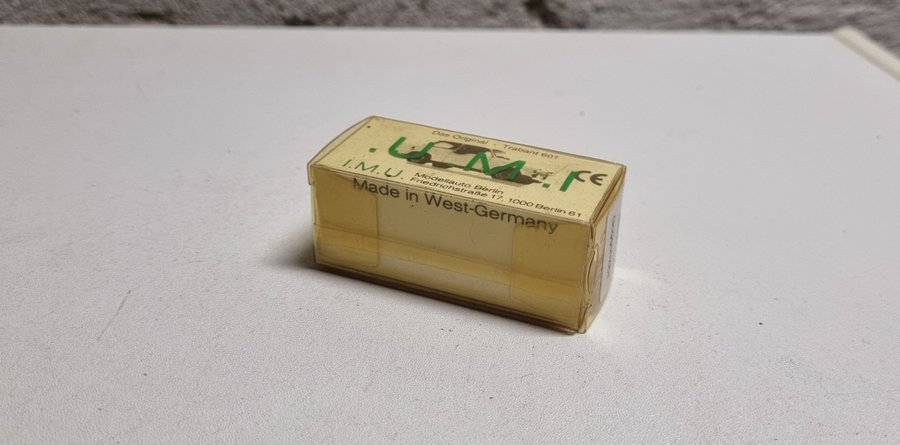 Das Original · Trabant 601
.U.M.I
CE
I.M.U. Modellauto Berlin
Friedrichstraße 17, 1000 Berlin 61
Made in West-Germany